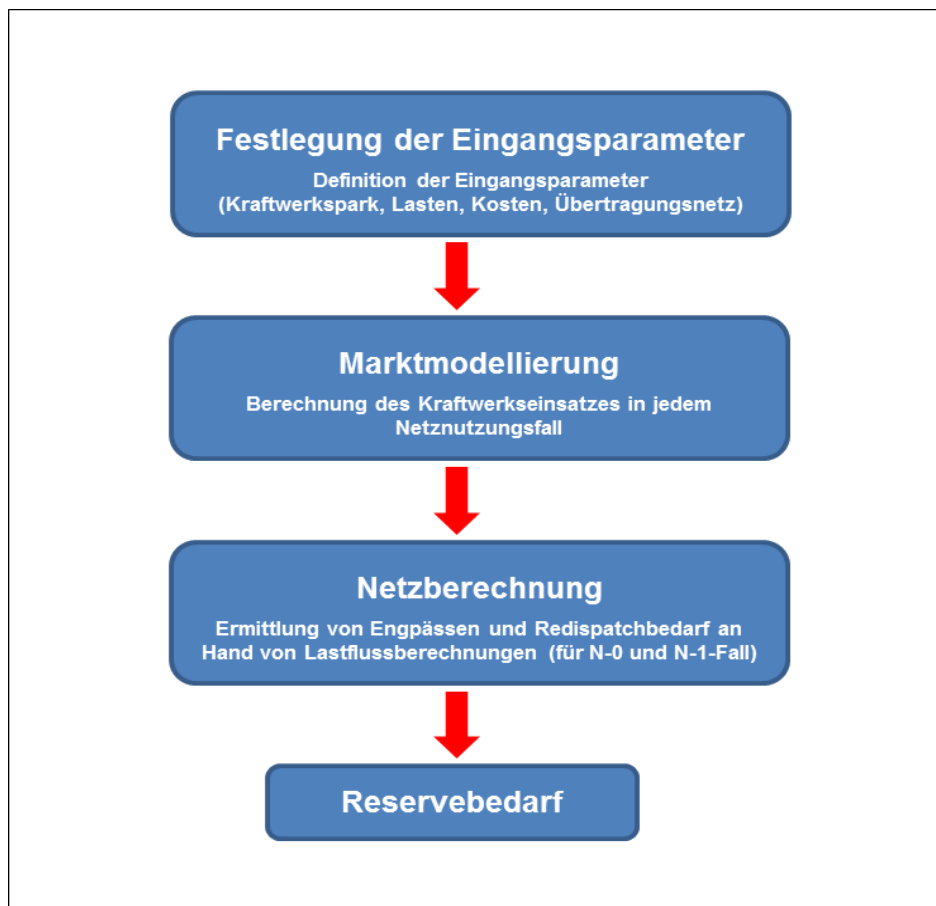 Festlegung der Eingangsparameter
Definition der Eingangsparameter
(Kraftwerkspark, Lasten, Kosten, Übertragungsnetz)
Marktmodellierung
Berechnung des Kraftwerkseinsatzes in jedem
Netznutzungsfall
Netzberechnung
Ermittlung von Engpässen und Redispatchbedarf an
Hand von Lastflussberechnungen (für N-0 und N-1-Fall)
Reservebedarf